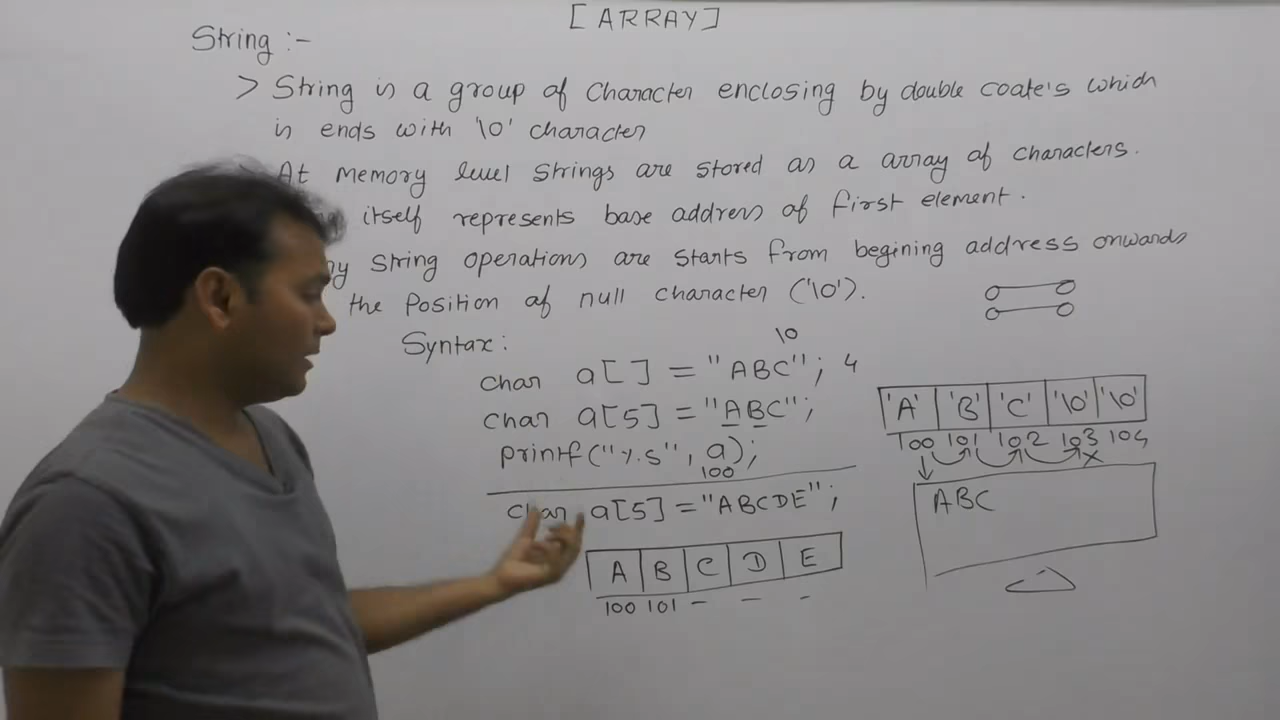 [ARRAY]
String :-
> String is a group of character enclosing by double coate's which
is ends with '\0' character
At memory level strings are stored as a array of characters.
itself represents base address of first element.
string operations are starts from begining address onwards
the position of null character ('\0').
Syntax:
\0
char a[ ] = "ABC"; 4
char a[5] = "ABC";
printf("%s", a);
100
char a[5] = "ABCDE";
A B C D E
100 101 - - -
'A' 'B' 'C' '\0' '\0'
100 101 102 103 104
x
ABC